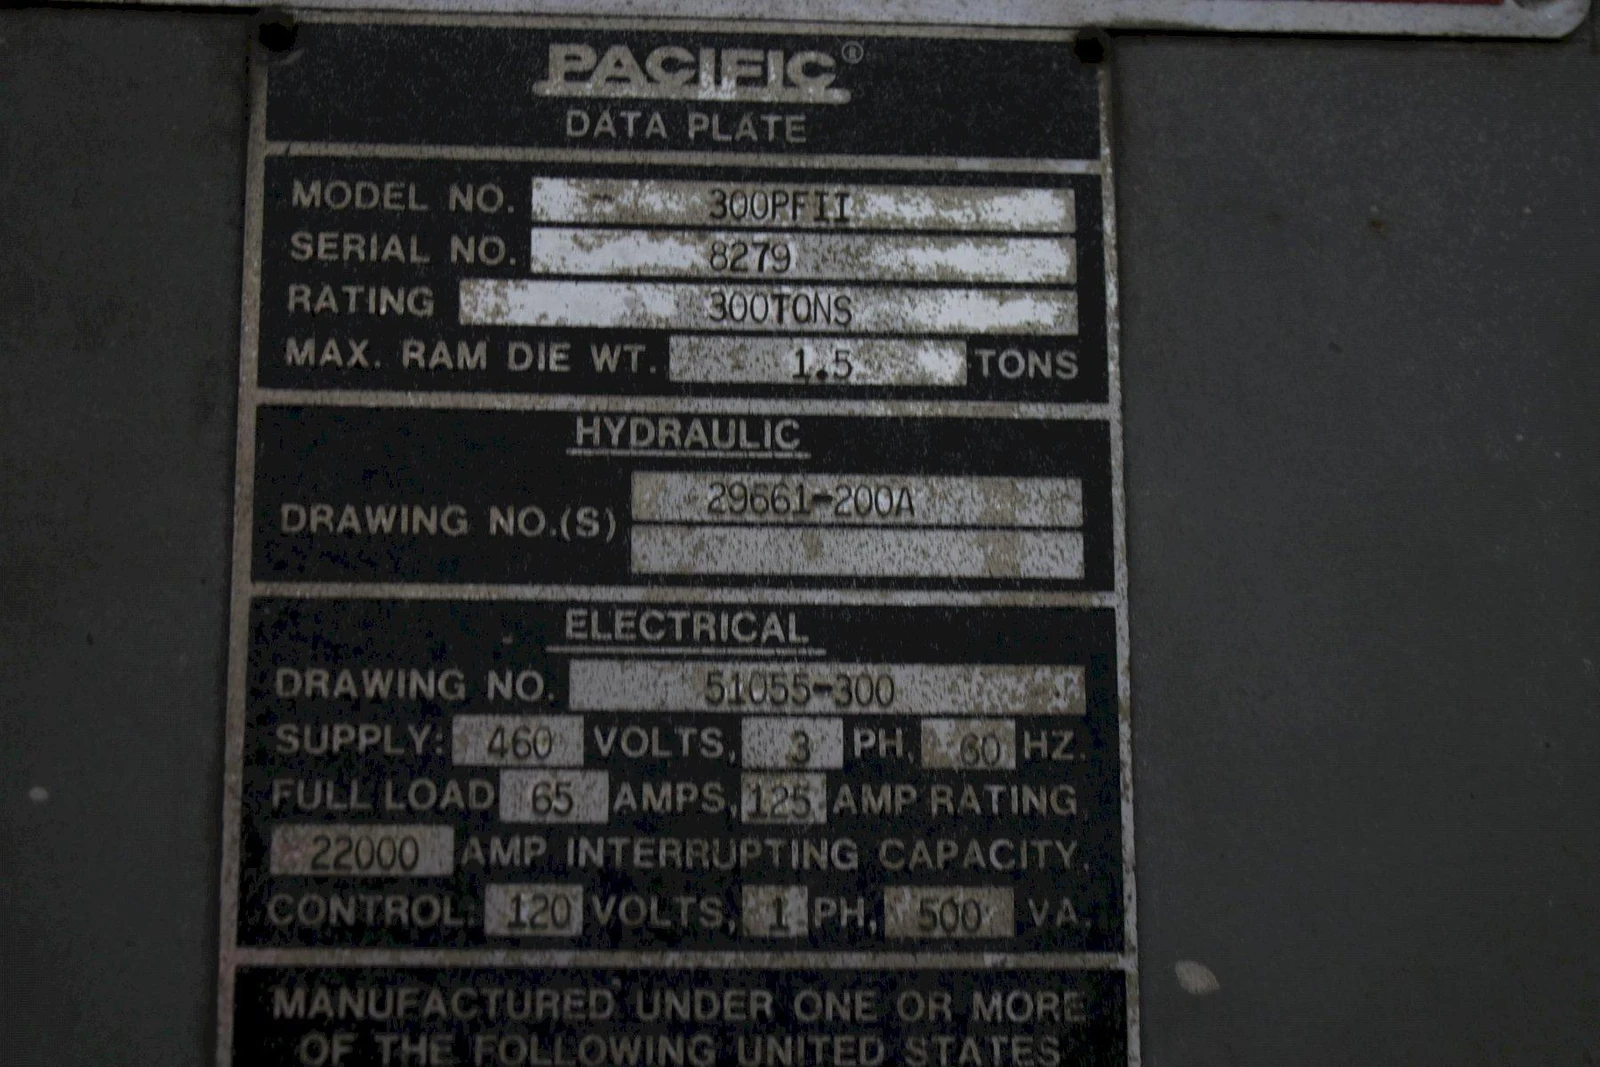 PACIFIC®
DATA PLATE
MODEL NO. 300PFII
SERIAL NO. 8279
RATING 300TONS
MAX. RAM DIE WT. 1.5 TONS
HYDRAULIC
DRAWING NO.(S) 29661-200A
ELECTRICAL
DRAWING NO. 51055-300
SUPPLY: 460 VOLTS, 3 PH, 60 HZ.
FULL LOAD 65 AMPS, 125 AMP RATING
22000 AMP INTERRUPTING CAPACITY.
CONTROL: 120 VOLTS, 1 PH, 500 VA.
MANUFACTURED UNDER ONE OR MORE
OF THE FOLLOWING UNITED STATES